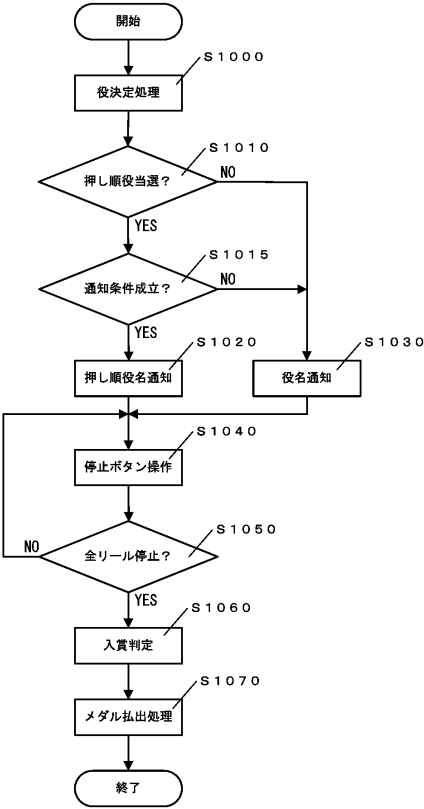 開始
S1000
役決定処理
S1010
押し順役当選?
NO
YES
S1015
通知条件成立?
NO
YES
S1020
押し順役名通知
S1030
役名通知
S1040
停止ボタン操作
S1050
全リール停止?
NO
YES
S1060
入賞判定
S1070
メダル払出処理
終了